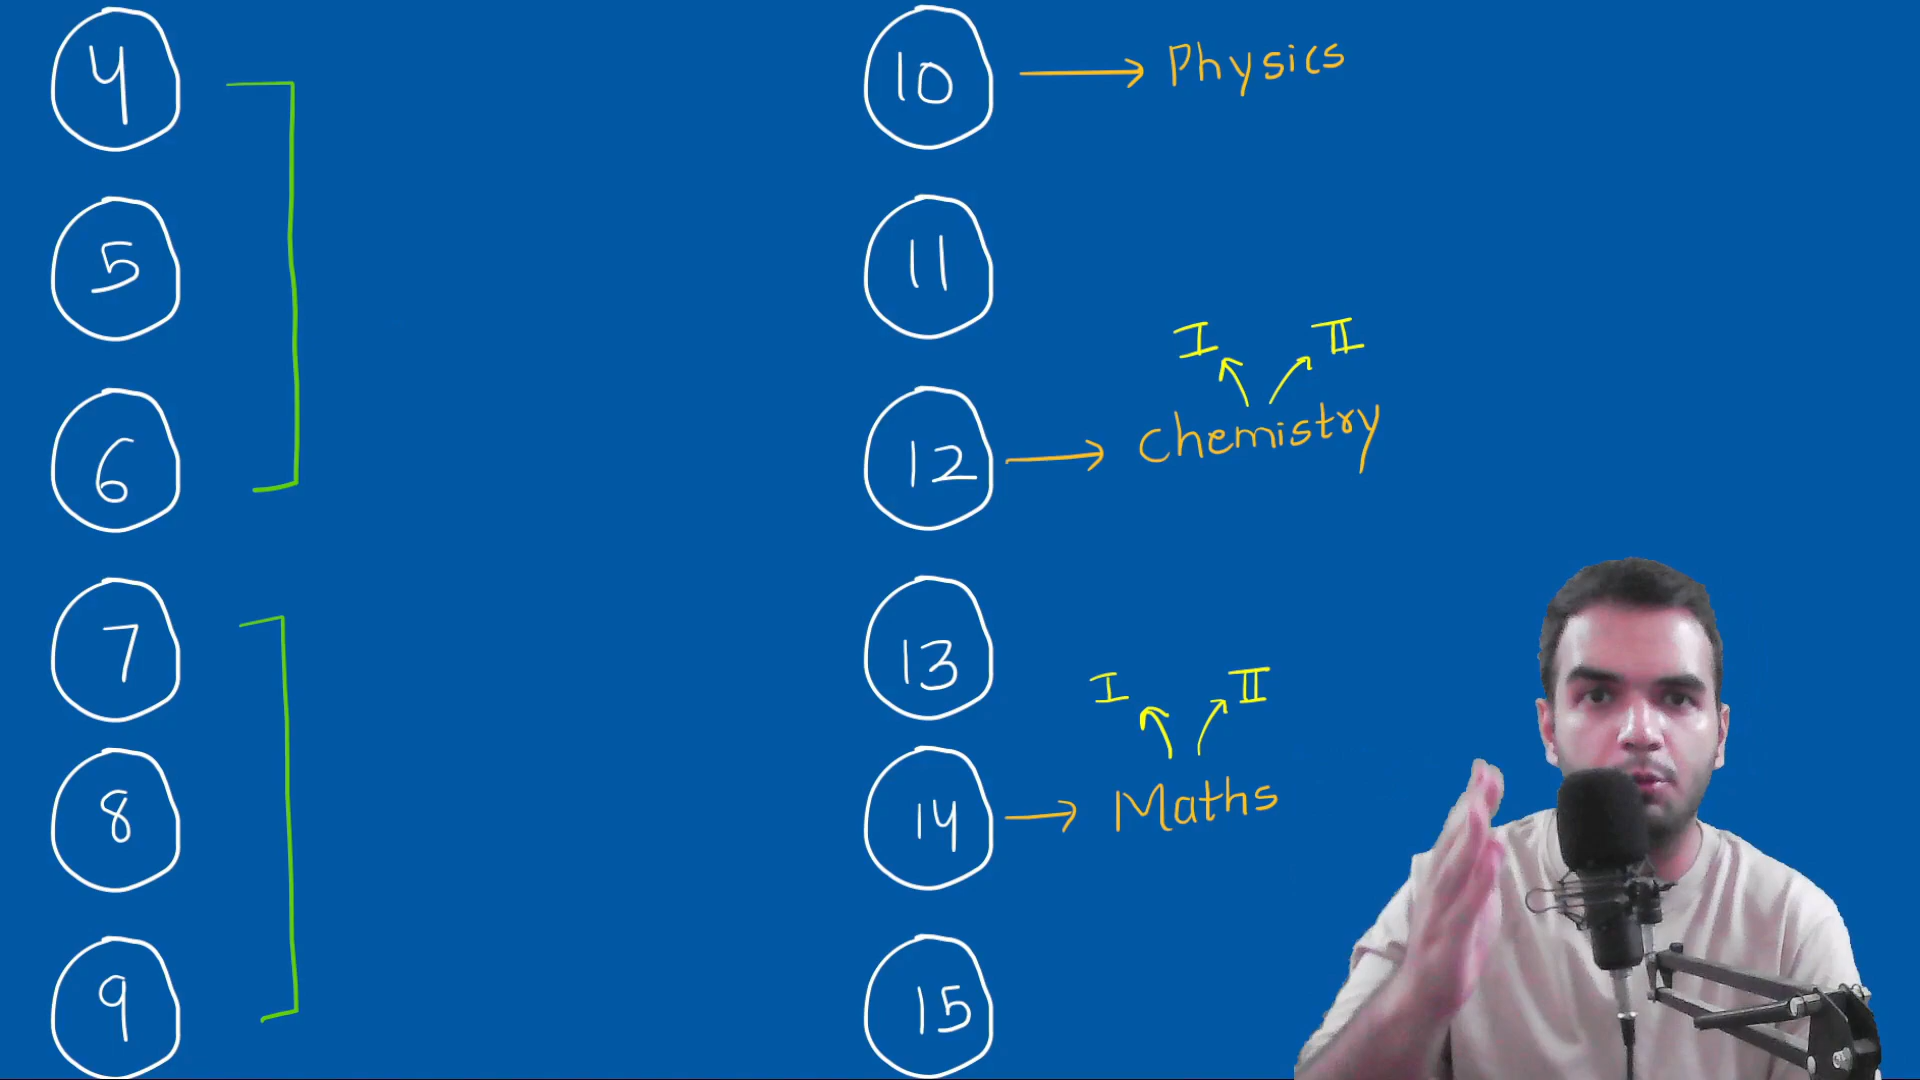 4
5
6
7
8
9
10 → Physics
11
I II
12 → Chemistry
13
I II
14 → Maths
15